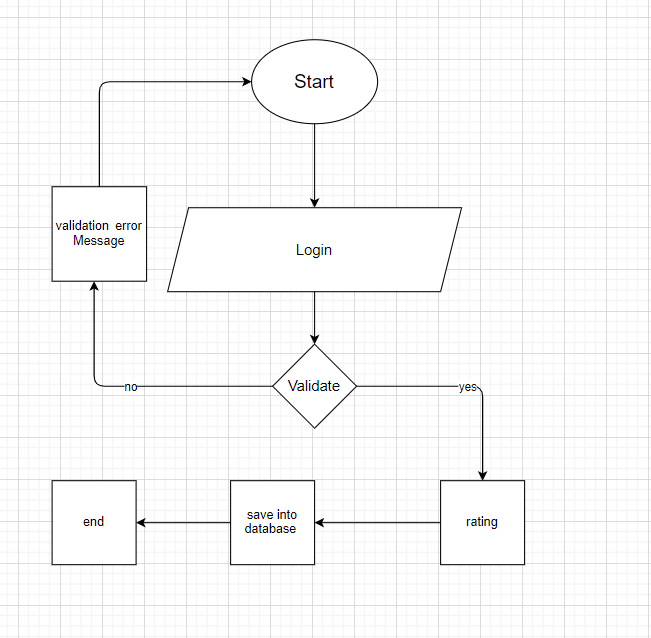 Start
validation error
Message
Login
Validate
no
yes
end
save into
database
rating